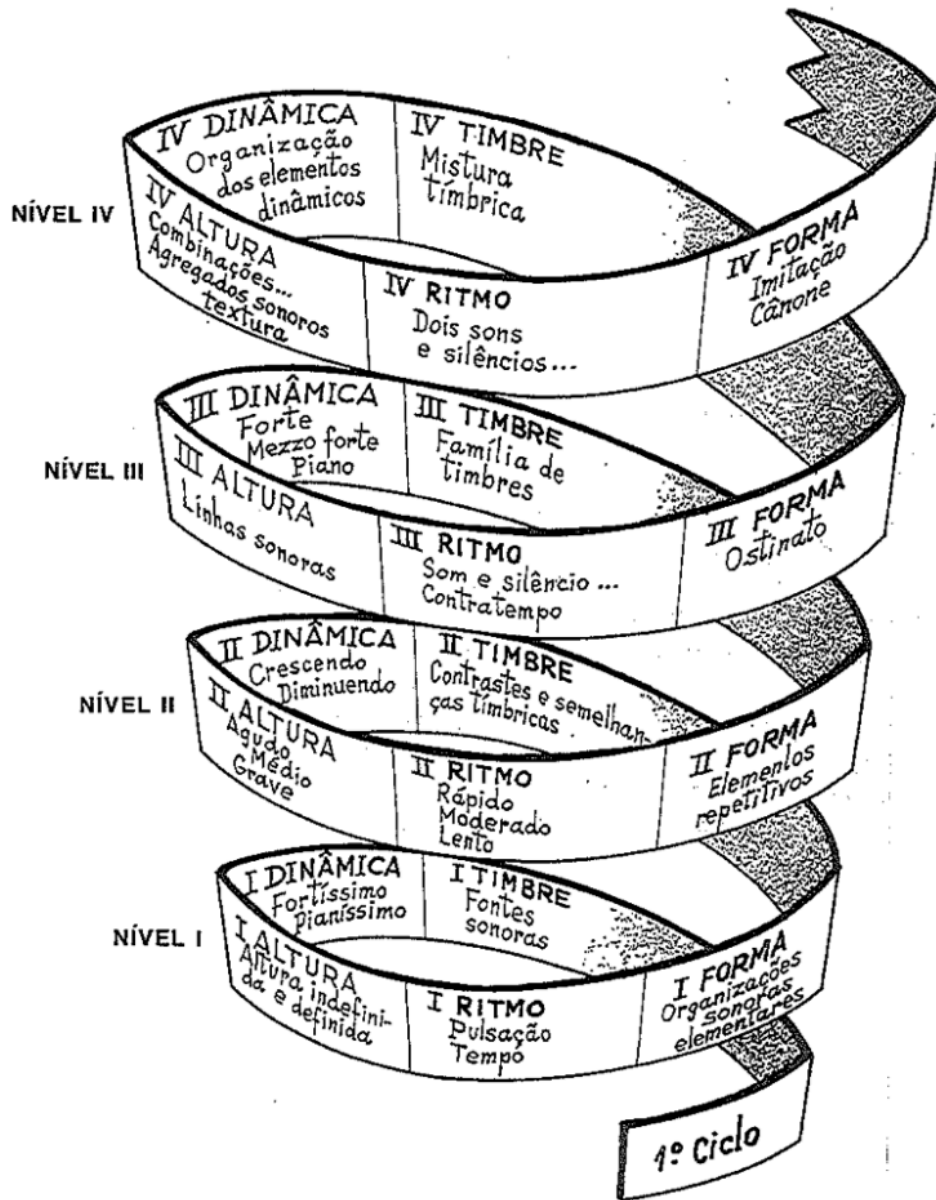 IV DINÂMICA
Organização
dos elementos
dinâmicos
IV TIMBRE
Mistura
tímbrica
NÍVEL IV
IV ALTURA
Combinações...
Agregados sonoros
textura
IV RITMO
Dois sons
e silêncios...
IV FORMA
Imitação
Cânone
III DINÂMICA
Forte
Mezzo forte
Piano
III TIMBRE
Família de
timbres
NÍVEL III
III ALTURA
Linhas sonoras
III RITMO
Som e silêncio...
Contratempo
III FORMA
Ostinato
II DINÂMICA
Crescendo
Diminuendo
II TIMBRE
Contrastes e semelhan-
ças tímbricas
NÍVEL II
II ALTURA
Agudo
Médio
Grave
II RITMO
Rápido
Moderado
Lento
II FORMA
Elementos
repetitivos
I DINÂMICA
Fortíssimo
Pianíssimo
I TIMBRE
Fontes
sonoras
NÍVEL I
I ALTURA
Altura indefini-
da e definida
I RITMO
Pulsação
Tempo
I FORMA
Organizações
sonoras
elementares
1º Ciclo